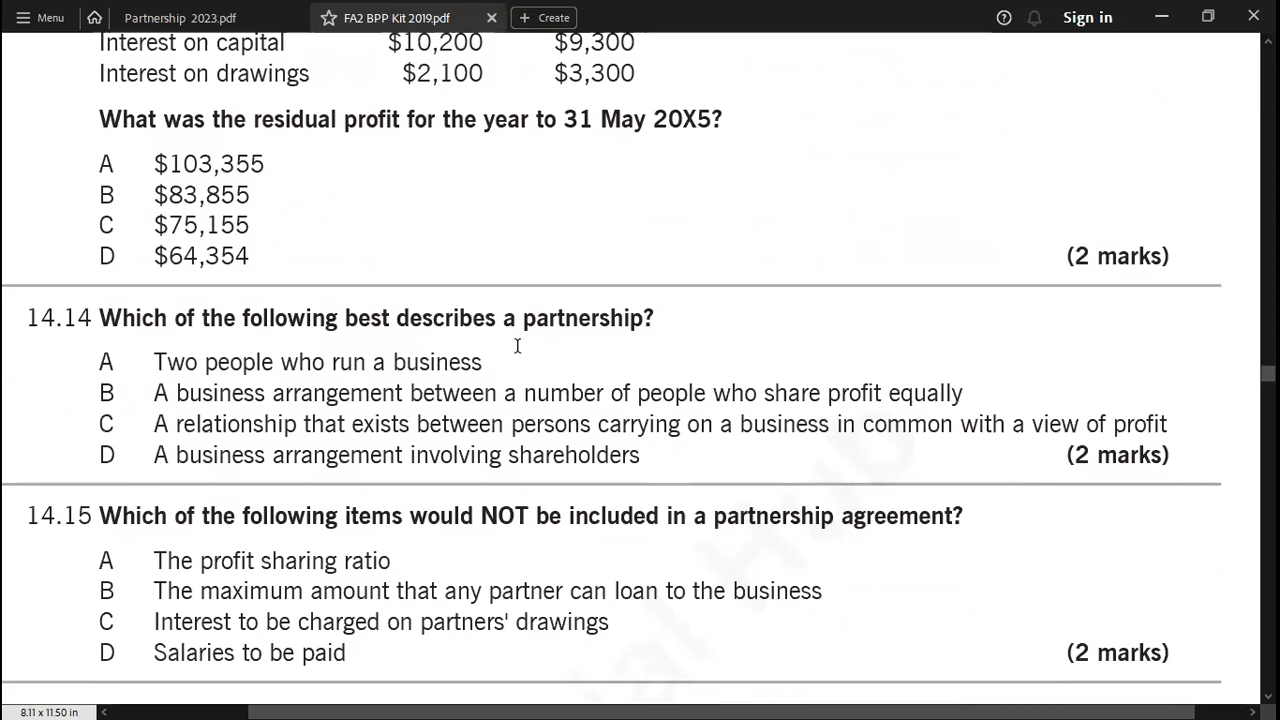 Menu Partnership 2023.pdf FA2 BPP Kit 2019.pdf Create Sign in
Interest on capital $10,200 $9,300
Interest on drawings $2,100 $3,300
What was the residual profit for the year to 31 May 20X5?
A $103,355
B $83,855
C $75,155
D $64,354 (2 marks)
14.14 Which of the following best describes a partnership?
A Two people who run a business
B A business arrangement between a number of people who share profit equally
C A relationship that exists between persons carrying on a business in common with a view of profit
D A business arrangement involving shareholders (2 marks)
14.15 Which of the following items would NOT be included in a partnership agreement?
A The profit sharing ratio
B The maximum amount that any partner can loan to the business
C Interest to be charged on partners' drawings
D Salaries to be paid (2 marks)
ial Hub
8.11 x 11.50 in